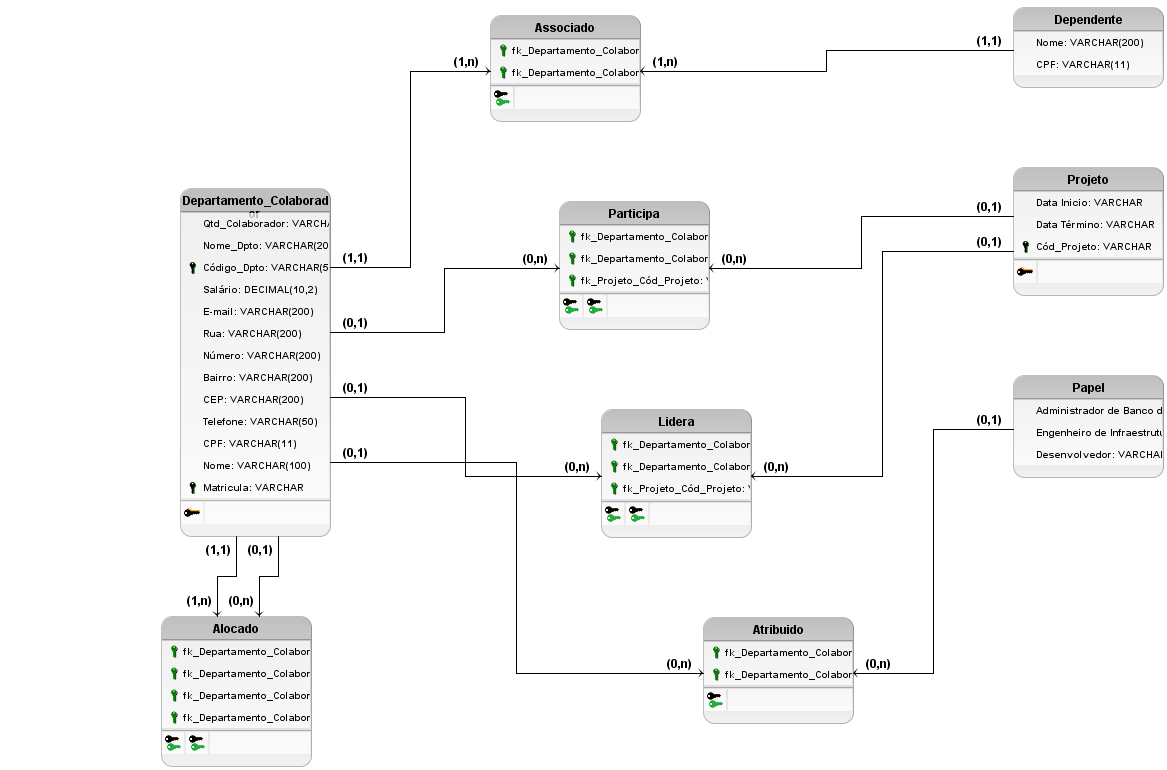 Associado
fk_Departamento_Colabor
fk_Departamento_Colabor
(1,n)
(1,n)
Dependente
Nome: VARCHAR(200)
CPF: VARCHAR(11)
(1,1)
Departamento_Colaborad
or
Qtd_Colaborador: VARCHA
Nome_Dpto: VARCHAR(20
Código_Dpto: VARCHAR(5
Salário: DECIMAL(10,2)
E-mail: VARCHAR(200)
Rua: VARCHAR(200)
Número: VARCHAR(200)
Bairro: VARCHAR(200)
CEP: VARCHAR(200)
Telefone: VARCHAR(50)
CPF: VARCHAR(11)
Nome: VARCHAR(100)
Matricula: VARCHAR
(1,1)
(0,1)
(0,1)
(0,1)
Participa
fk_Departamento_Colabor
fk_Departamento_Colabor
fk_Projeto_Cód_Projeto:
(0,n)
(0,n)
Projeto
Data Inicio: VARCHAR
Data Término: VARCHAR
Cód_Projeto: VARCHAR
(0,1)
(0,1)
Lidera
fk_Departamento_Colabor
fk_Departamento_Colabor
fk_Projeto_Cód_Projeto:
(0,n)
(0,n)
Papel
Administrador de Banco d
Engenheiro de Infraestrutu
Desenvolvedor: VARCHAI
(0,1)
(1,1)
(0,1)
(1,n)
(0,n)
Alocado
fk_Departamento_Colabor
fk_Departamento_Colabor
fk_Departamento_Colabor
fk_Departamento_Colabor
Atribuido
fk_Departamento_Colabor
fk_Departamento_Colabor
(0,n)
(0,n)